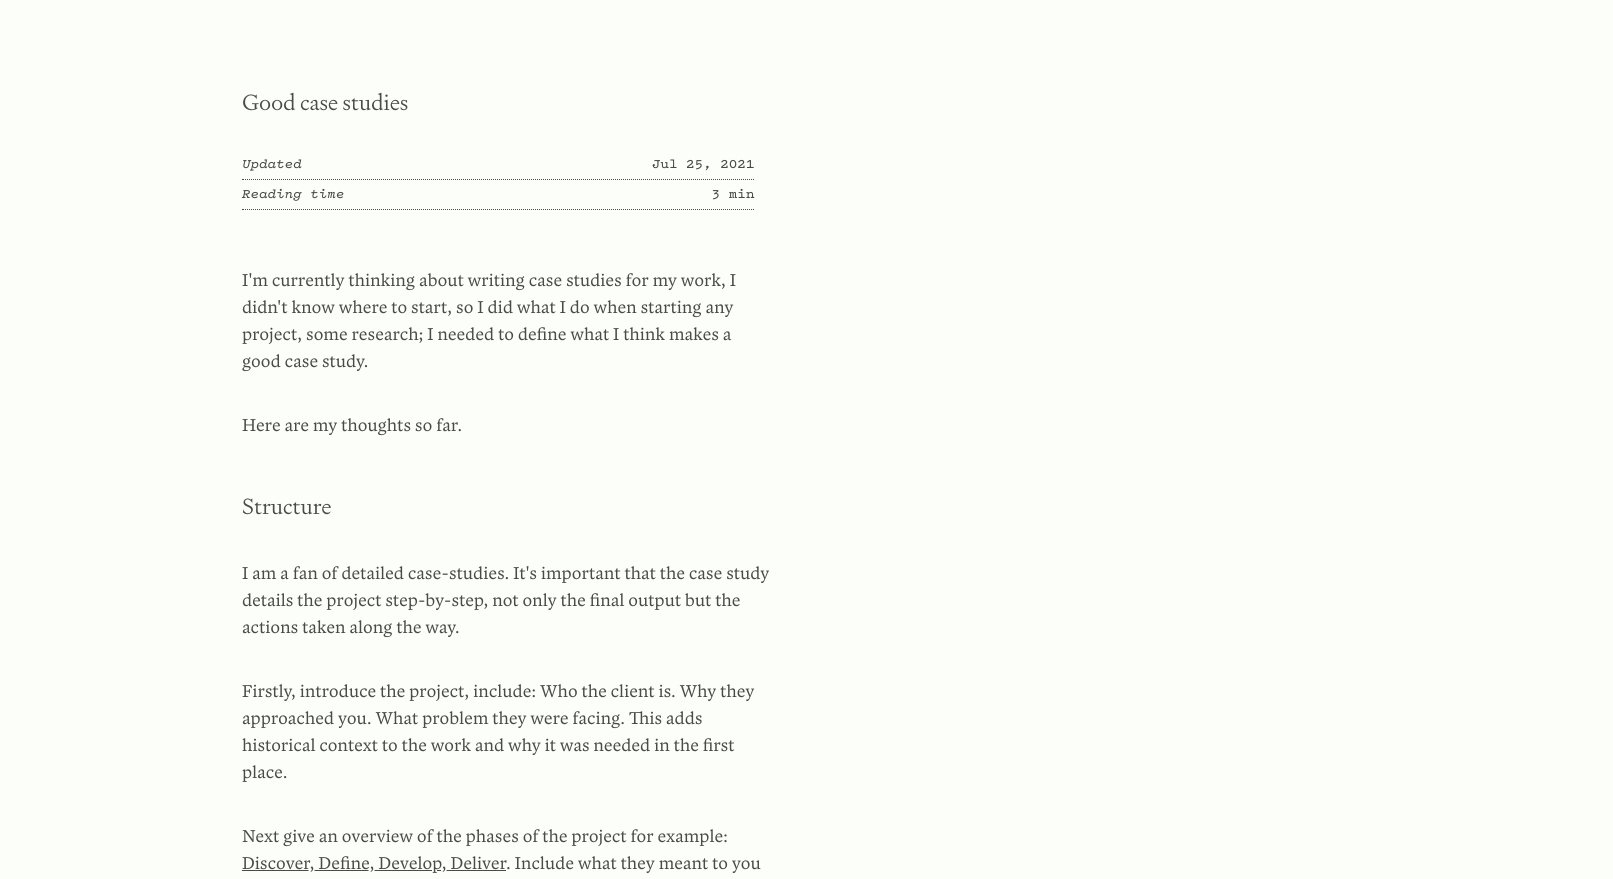 Good case studies
Updated Jul 25, 2021
Reading time 3 min
I'm currently thinking about writing case studies for my work, I
didn't know where to start, so I did what I do when starting any
project, some research; I needed to define what I think makes a
good case study.
Here are my thoughts so far.
Structure
I am a fan of detailed case-studies. It's important that the case study
details the project step-by-step, not only the final output but the
actions taken along the way.
Firstly, introduce the project, include: Who the client is. Why they
approached you. What problem they were facing. This adds
historical context to the work and why it was needed in the first
place.
Next give an overview of the phases of the project for example:
Discover, Define, Develop, Deliver. Include what they meant to you